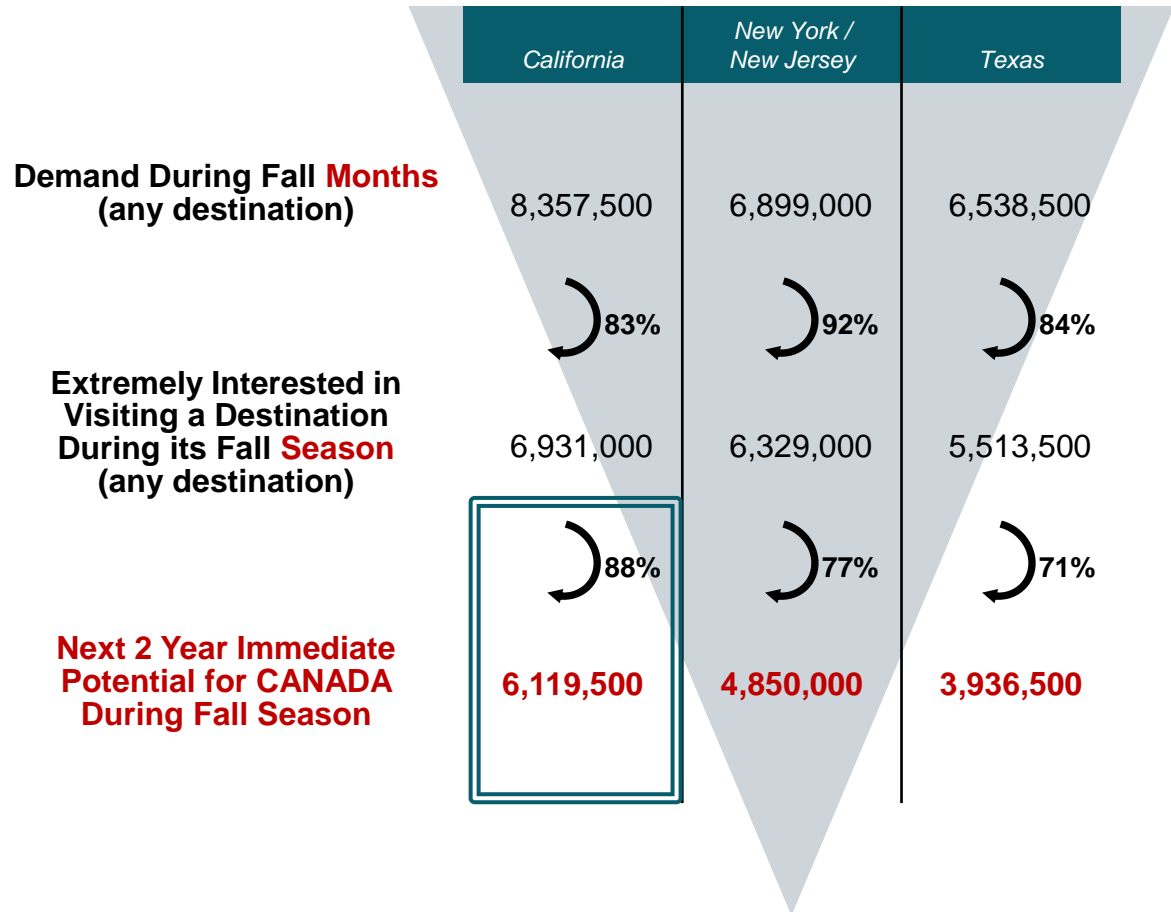 California
New York /
New Jersey
Texas
Demand During Fall Months
(any destination)
8,357,500
6,899,000
6,538,500
83%
92%
84%
Extremely Interested in
Visiting a Destination
During its Fall Season
(any destination)
6,931,000
6,329,000
5,513,500
88%
77%
71%
Next 2 Year Immediate
Potential for CANADA
During Fall Season
6,119,500
4,850,000
3,936,500